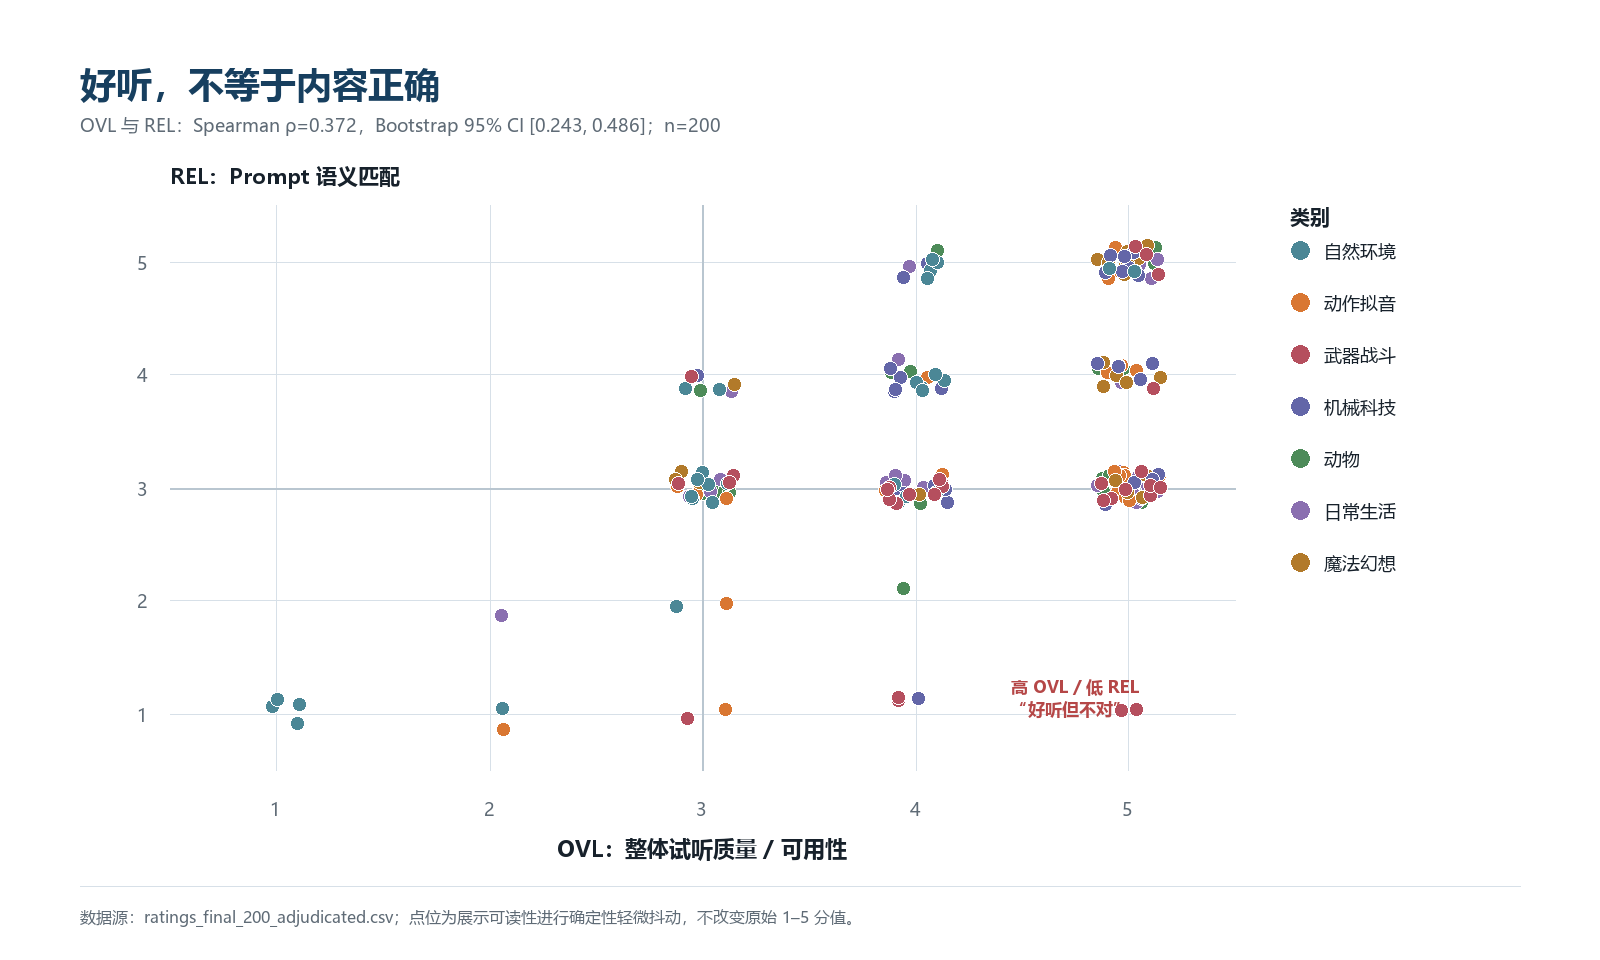 好听，不等于内容正确
OVL 与 REL：Spearman ρ=0.372，Bootstrap 95% CI [0.243, 0.486]；n=200
REL：Prompt 语义匹配
类别
自然环境
动作拟音
武器战斗
机械科技
动物
日常生活
魔法幻想
5
4
3
2
1
高 OVL / 低 REL
“好听但不对”
1
2
3
4
5
OVL：整体试听质量 / 可用性
数据源：ratings_final_200_adjudicated.csv；点位为展示可读性进行确定性轻微抖动，不改变原始 1–5 分值。